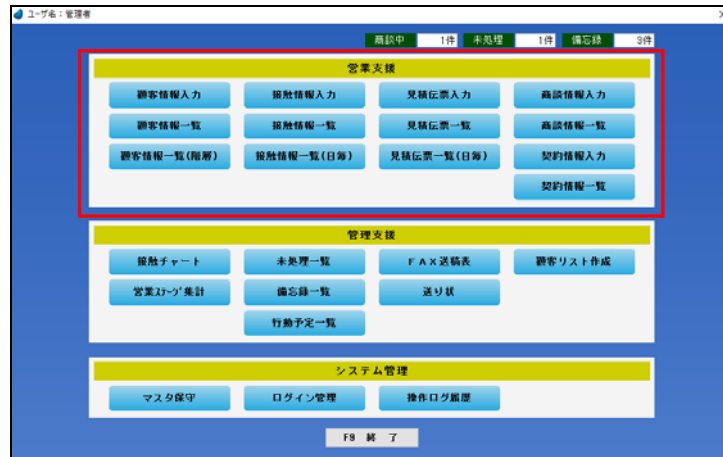 ユーザ名：管理者
商談中 1件 未処理 1件 備忘録 9件
営業支援
顧客情報入力 接触情報入力 見積伝票入力 商談情報入力
顧客情報一覧 接触情報一覧 見積伝票一覧 商談情報一覧
顧客情報一覧(階層) 接触情報一覧(日毎) 見積伝票一覧(日毎) 契約情報入力
契約情報一覧
管理支援
接触チャート 未処理一覧 ＦＡＸ送稿表 顧客リスト作成
営業ｽﾃｰｼﾞ集計 備忘録一覧 送り状
行動予定一覧
システム管理
マスタ保守 ログイン管理 操作ログ履歴
F9 終 了